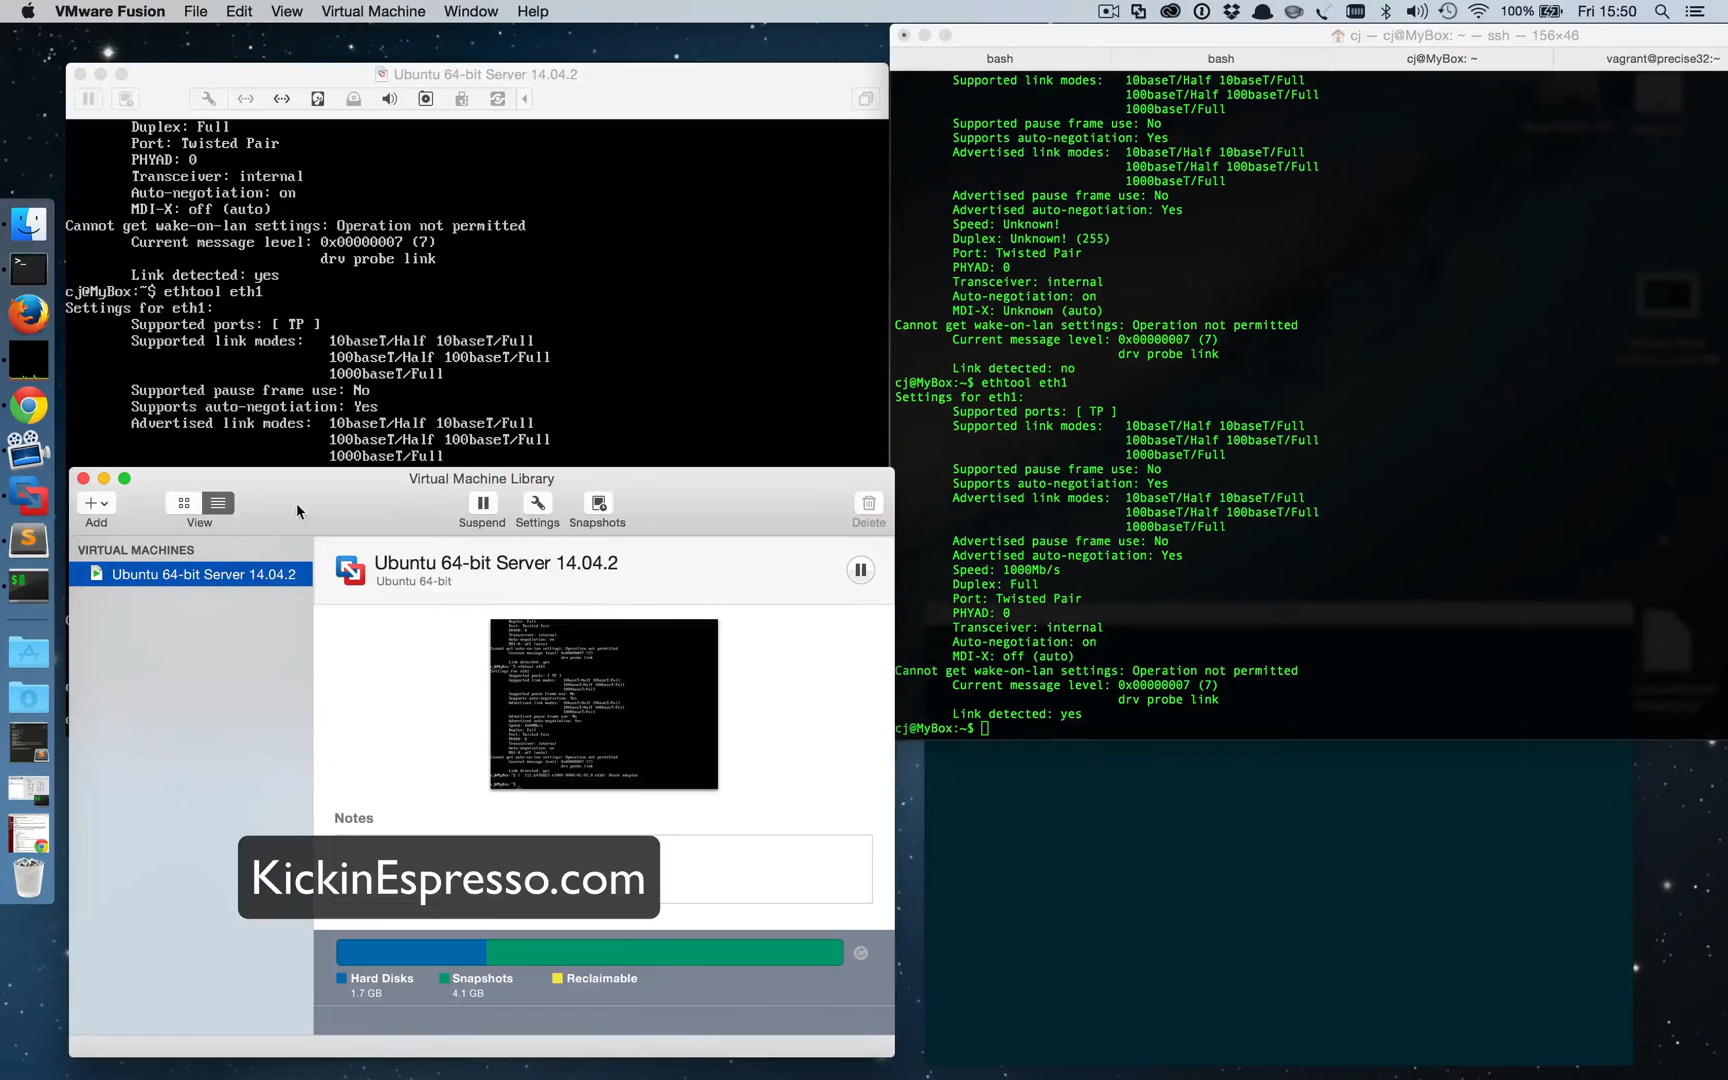 VMware Fusion File Edit View Virtual Machine Window Help 100% Fri 15:50
Ubuntu 64-bit Server 14.04.2
Duplex: Full
Port: Twisted Pair
PHYAD: 0
Transceiver: internal
Auto-negotiation: on
MDI-X: off (auto)
Cannot get wake-on-lan settings: Operation not permitted
Current message level: 0x00000007 (7)
drv probe link
Link detected: yes
cj@MyBox:~$ ethtool eth1
Settings for eth1:
Supported ports: [ TP ]
Supported link modes: 10baseT/Half 10baseT/Full
100baseT/Half 100baseT/Full
1000baseT/Full
Supported pause frame use: No
Supports auto-negotiation: Yes
Advertised link modes: 10baseT/Half 10baseT/Full
100baseT/Half 100baseT/Full
1000baseT/Full
Virtual Machine Library
Add View Suspend Settings Snapshots Delete
VIRTUAL MACHINES
Ubuntu 64-bit Server 14.04.2
Ubuntu 64-bit Server 14.04.2
Ubuntu 64-bit
Notes
KickinEspresso.com
Hard Disks Snapshots Reclaimable
1.7 GB 4.1 GB
cj — cj@MyBox: ~ — ssh — 156×46
bash bash cj@MyBox: ~ vagrant@precise32:~
Supported link modes: 10baseT/Half 10baseT/Full
100baseT/Half 100baseT/Full
1000baseT/Full
Supported pause frame use: No
Supports auto-negotiation: Yes
Advertised link modes: 10baseT/Half 10baseT/Full
100baseT/Half 100baseT/Full
1000baseT/Full
Advertised pause frame use: No
Advertised auto-negotiation: Yes
Speed: Unknown!
Duplex: Unknown! (255)
Port: Twisted Pair
PHYAD: 0
Transceiver: internal
Auto-negotiation: on
MDI-X: Unknown (auto)
Cannot get wake-on-lan settings: Operation not permitted
Current message level: 0x00000007 (7)
drv probe link
Link detected: no
cj@MyBox:~$ ethtool eth1
Settings for eth1:
Supported ports: [ TP ]
Supported link modes: 10baseT/Half 10baseT/Full
100baseT/Half 100baseT/Full
1000baseT/Full
Supported pause frame use: No
Supports auto-negotiation: Yes
Advertised link modes: 10baseT/Half 10baseT/Full
100baseT/Half 100baseT/Full
1000baseT/Full
Advertised pause frame use: No
Advertised auto-negotiation: Yes
Speed: 1000Mb/s
Duplex: Full
Port: Twisted Pair
PHYAD: 0
Transceiver: internal
Auto-negotiation: on
MDI-X: off (auto)
Cannot get wake-on-lan settings: Operation not permitted
Current message level: 0x00000007 (7)
drv probe link
Link detected: yes
cj@MyBox:~$